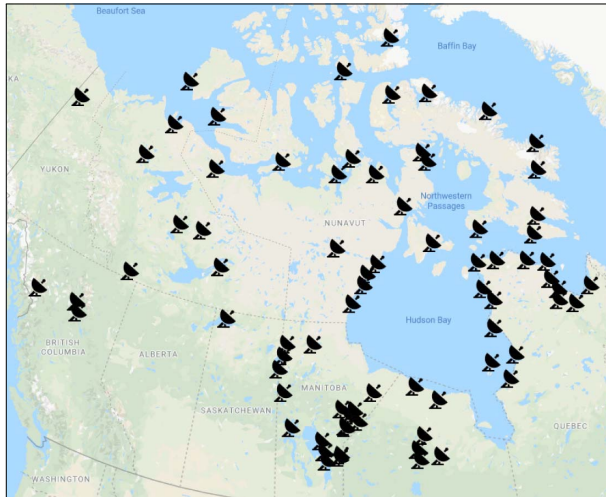 Beaufort Sea
Baffin Bay
KA
YUKON
Northwestern
Passages
NUNAVUT
Hudson Bay
BRITISH
COLUMBIA
ALBERTA
MANITOBA
SASKATCHEWAN
QUEBEC
WASHINGTON